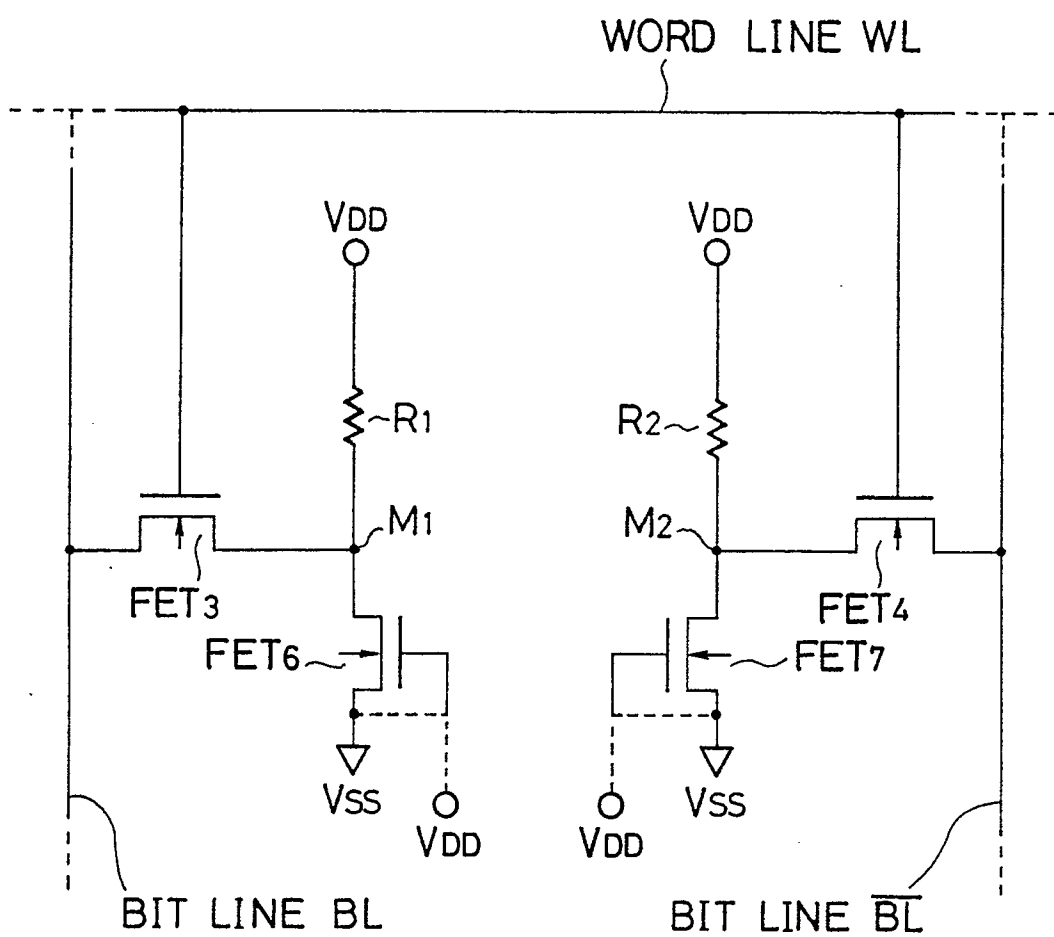 WORD LINE WL
VDD
VDD
R1
R2
M1
M2
FET3
FET4
FET6
FET7
VSS
VSS
VDD
VDD
BIT LINE BL
BIT LINE B̅L̅